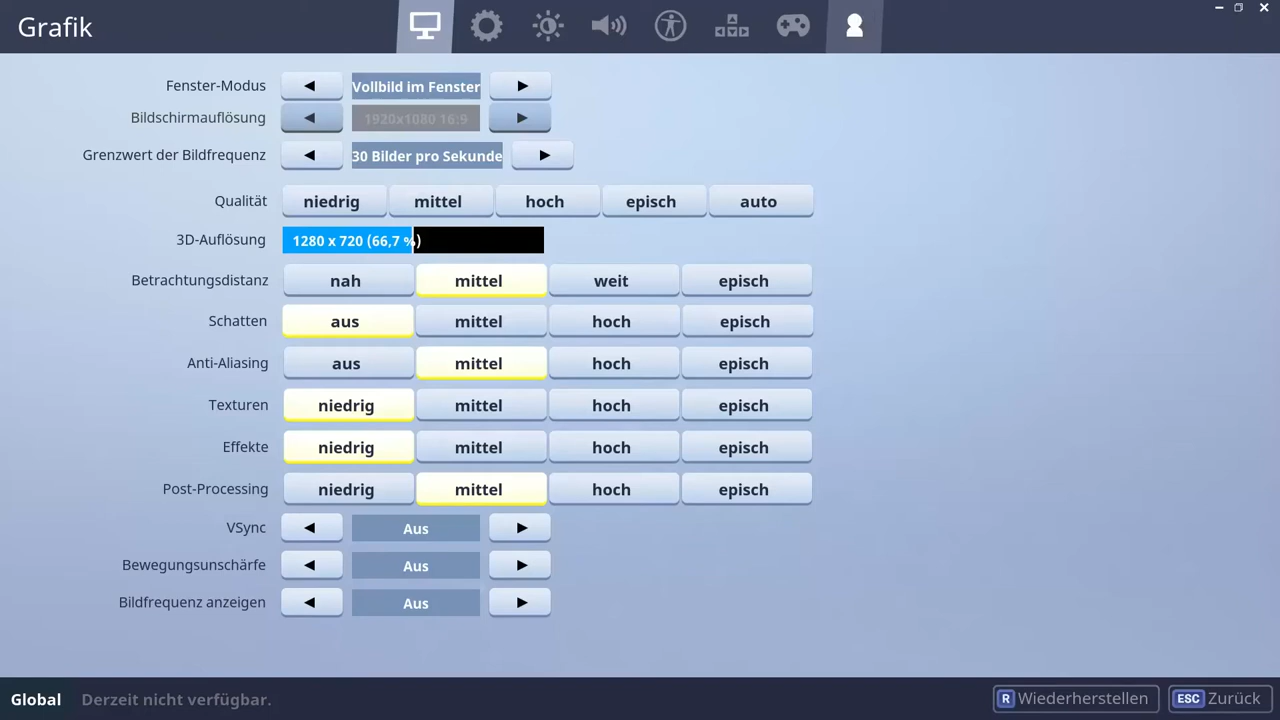 Grafik
Fenster-Modus Vollbild im Fenster
Bildschirmauflösung 1920x1080 16:9
Grenzwert der Bildfrequenz 30 Bilder pro Sekunde
Qualität niedrig mittel hoch episch auto
3D-Auflösung 1280 x 720 (66,7 %)
Betrachtungsdistanz nah mittel weit episch
Schatten aus mittel hoch episch
Anti-Aliasing aus mittel hoch episch
Texturen niedrig mittel hoch episch
Effekte niedrig mittel hoch episch
Post-Processing niedrig mittel hoch episch
VSync Aus
Bewegungsunschärfe Aus
Bildfrequenz anzeigen Aus
Global Derzeit nicht verfügbar. R Wiederherstellen ESC Zurück